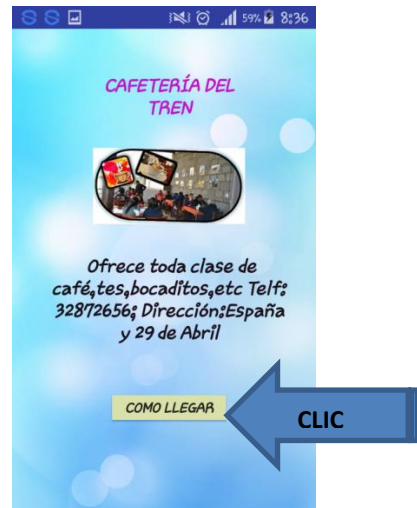 59% 8:36
CAFETERÍA DEL
TREN
Ofrece toda clase de
café,tes,bocaditos,etc Telf:
32872656; Dirección:España
y 29 de Abril
COMO LLEGAR
CLIC